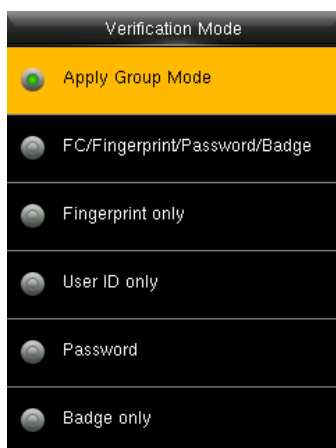 Verification Mode
Apply Group Mode
FC/Fingerprint/Password/Badge
Fingerprint only
User ID only
Password
Badge only